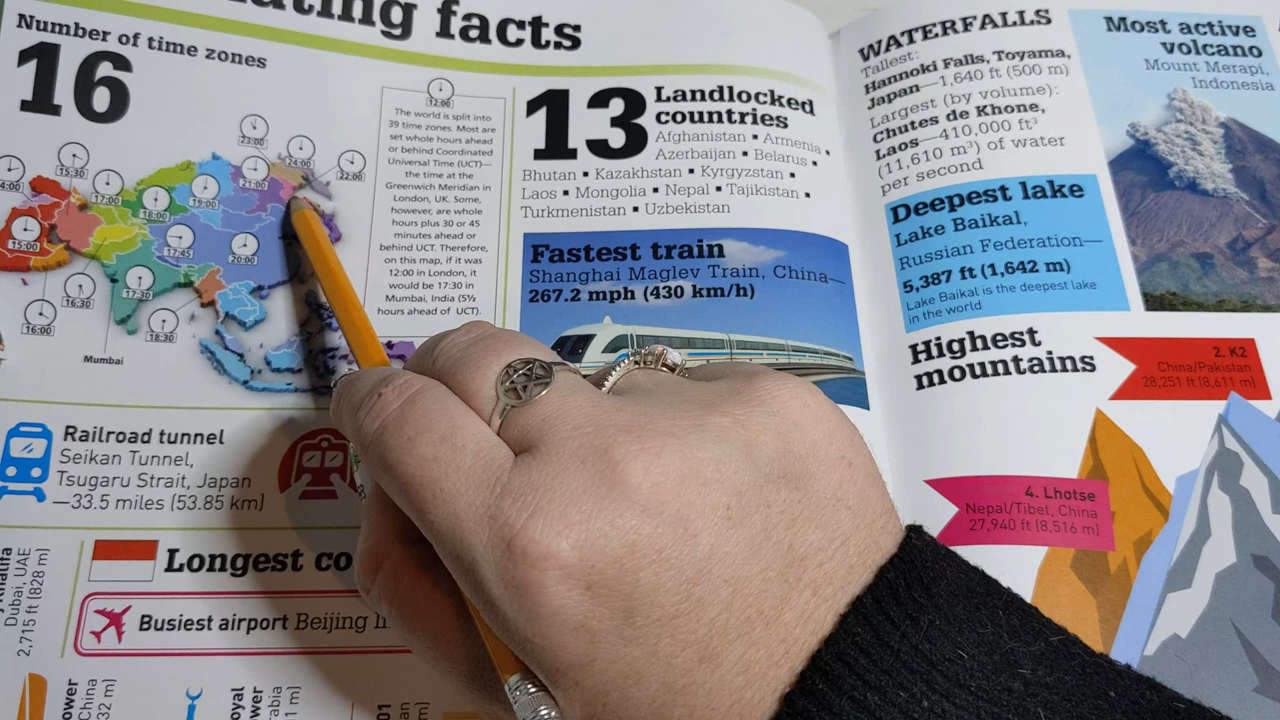 ating facts
Number of time zones
16
12:00
23:00
24:00
22:00
21:00
15:30
17:00
18:00
19:00
15:00
17:45
20:00
16:30
17:30
16:00
18:30
Mumbai
The world is split into
39 time zones. Most are
set whole hours ahead
or behind Coordinated
Universal Time (UCT)—
the time at the
Greenwich Meridian in
London, UK. Some,
however, are whole
hours plus 30 or 45
minutes ahead or
behind UCT. Therefore,
on this map, if it was
12:00 in London, it
would be 17:30 in
Mumbai, India (5½
hours ahead of UCT).
13
Landlocked
countries
Afghanistan ▪ Armenia ▪
Azerbaijan ▪ Belarus ▪
Bhutan ▪ Kazakhstan ▪ Kyrgyzstan ▪
Laos ▪ Mongolia ▪ Nepal ▪ Tajikistan ▪
Turkmenistan ▪ Uzbekistan
Fastest train
Shanghai Maglev Train, China—
267.2 mph (430 km/h)
Railroad tunnel
Seikan Tunnel,
Tsugaru Strait, Japan
—33.5 miles (53.85 km)
Longest co
Busiest airport Beijing
Dubai, UAE
2,715 ft (828 m)
WATERFALLS
Tallest:
Hannoki Falls, Toyama,
Japan—1,640 ft (500 m)
Largest (by volume):
Chutes de Khone,
Laos—410,000 ft³
(11,610 m³) of water
per second
Deepest lake
Lake Baikal,
Russian Federation—
5,387 ft (1,642 m)
Lake Baikal is the deepest lake
in the world
Most active
volcano
Mount Merapi,
Indonesia
Highest
mountains
2. K2
China/Pakistan
28,251 ft (8,611 m)
4. Lhotse
Nepal/Tibet, China
27,940 ft (8,516 m)